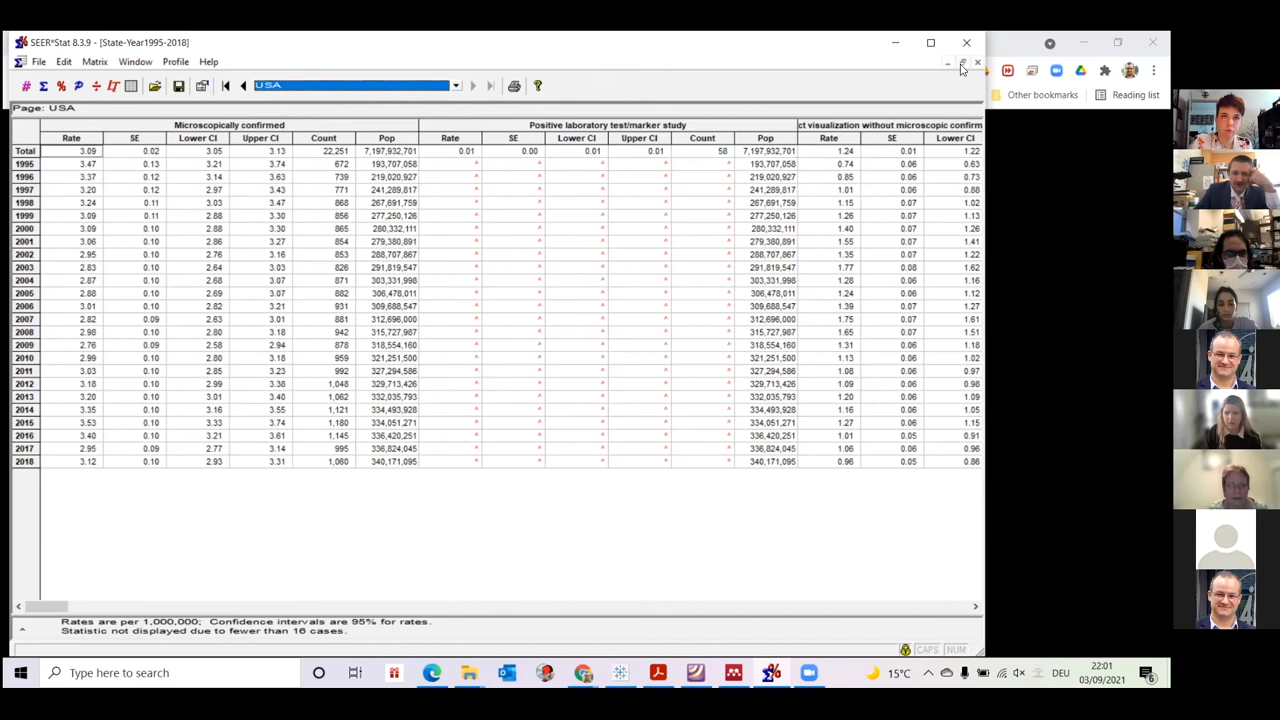 SEER*Stat 8.3.9 - [State-Year1995-2018]
File Edit Matrix Window Profile Help
Other bookmarks Reading list
USA
Page: USA
Microscopically confirmed Positive laboratory test/marker study ct visualization without microscopic confirm
Rate SE Lower CI Upper CI Count Pop Rate SE Lower CI Upper CI Count Pop Rate SE Lower CI
Total 3.09 0.02 3.05 3.13 22,251 7,197,932,701 0.01 0.00 0.01 0.01 58 7,197,932,701 1.24 0.01 1.22
1995 3.47 0.13 3.21 3.74 672 193,707,058 ^ ^ ^ ^ ^ 193,707,058 0.74 0.06 0.63
1996 3.37 0.12 3.14 3.63 739 219,020,927 ^ ^ ^ ^ ^ 219,020,927 0.85 0.06 0.73
1997 3.20 0.12 2.97 3.43 771 241,289,817 ^ ^ ^ ^ ^ 241,289,817 1.01 0.06 0.88
1998 3.24 0.11 3.03 3.47 868 267,691,759 ^ ^ ^ ^ ^ 267,691,759 1.15 0.07 1.02
1999 3.09 0.11 2.88 3.30 856 277,250,126 ^ ^ ^ ^ ^ 277,250,126 1.26 0.07 1.13
2000 3.09 0.10 2.88 3.30 865 280,332,111 ^ ^ ^ ^ ^ 280,332,111 1.40 0.07 1.26
2001 3.06 0.10 2.86 3.27 854 279,380,891 ^ ^ ^ ^ ^ 279,380,891 1.55 0.07 1.41
2002 2.95 0.10 2.76 3.16 853 288,707,867 ^ ^ ^ ^ ^ 288,707,867 1.35 0.07 1.22
2003 2.83 0.10 2.64 3.03 826 291,819,547 ^ ^ ^ ^ ^ 291,819,547 1.77 0.08 1.62
2004 2.87 0.10 2.68 3.07 871 303,331,998 ^ ^ ^ ^ ^ 303,331,998 1.28 0.06 1.16
2005 2.88 0.10 2.69 3.07 882 306,478,011 ^ ^ ^ ^ ^ 306,478,011 1.24 0.06 1.12
2006 3.01 0.10 2.82 3.21 931 309,688,547 ^ ^ ^ ^ ^ 309,688,547 1.39 0.07 1.27
2007 2.82 0.09 2.63 3.01 881 312,696,000 ^ ^ ^ ^ ^ 312,696,000 1.75 0.07 1.61
2008 2.98 0.10 2.80 3.18 942 315,727,987 ^ ^ ^ ^ ^ 315,727,987 1.65 0.07 1.51
2009 2.76 0.09 2.58 2.94 878 318,554,160 ^ ^ ^ ^ ^ 318,554,160 1.31 0.06 1.18
2010 2.99 0.10 2.80 3.18 959 321,251,500 ^ ^ ^ ^ ^ 321,251,500 1.13 0.06 1.02
2011 3.03 0.10 2.85 3.23 992 327,294,586 ^ ^ ^ ^ ^ 327,294,586 1.08 0.06 0.97
2012 3.18 0.10 2.99 3.38 1,048 329,713,426 ^ ^ ^ ^ ^ 329,713,426 1.09 0.06 0.98
2013 3.20 0.10 3.01 3.40 1,062 332,035,793 ^ ^ ^ ^ ^ 332,035,793 1.20 0.06 1.09
2014 3.35 0.10 3.16 3.55 1,121 334,493,928 ^ ^ ^ ^ ^ 334,493,928 1.16 0.06 1.05
2015 3.53 0.10 3.33 3.74 1,180 334,051,271 ^ ^ ^ ^ ^ 334,051,271 1.27 0.06 1.15
2016 3.40 0.10 3.21 3.61 1,145 336,420,251 ^ ^ ^ ^ ^ 336,420,251 1.01 0.05 0.91
2017 2.95 0.09 2.77 3.14 995 336,824,045 ^ ^ ^ ^ ^ 336,824,045 1.06 0.06 0.96
2018 3.12 0.10 2.93 3.31 1,060 340,171,095 ^ ^ ^ ^ ^ 340,171,095 0.96 0.05 0.86
Rates are per 1,000,000; Confidence intervals are 95% for rates.
^ Statistic not displayed due to fewer than 16 cases.
CAPS NUM
Type here to search 15°C DEU 22:01
03/09/2021 6